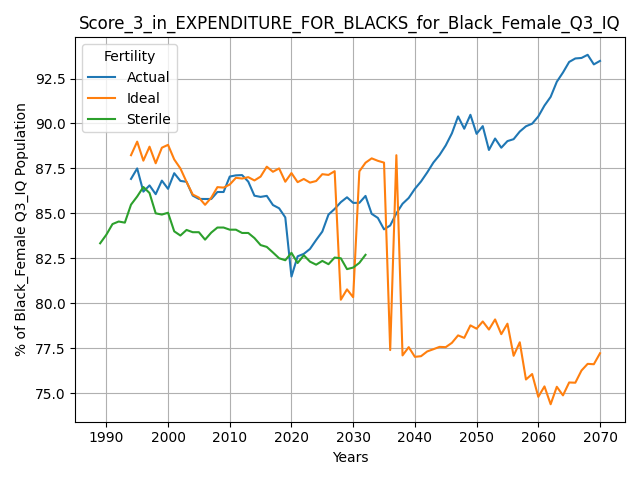 Score_3_in_EXPENDITURE_FOR_BLACKS_for_Black_Female_Q3_IQ
Fertility
Actual
Ideal
Sterile
% of Black_Female Q3_IQ Population
92.5
90.0
87.5
85.0
82.5
80.0
77.5
75.0
1990 2000 2010 2020 2030 2040 2050 2060 2070
Years